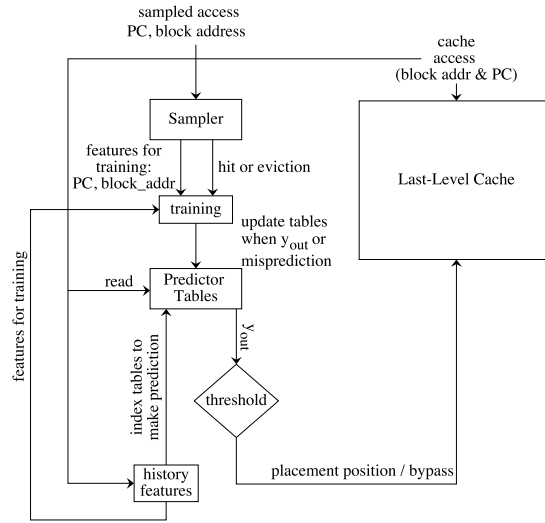 sampled access
PC, block address
cache
access
(block addr & PC)
Sampler
features for
training:
PC, block_addr
hit or eviction
Last-Level Cache
training
update tables
when yout or
misprediction
read
Predictor
Tables
features for training
index tables to
make prediction
yout
threshold
placement position / bypass
history
features